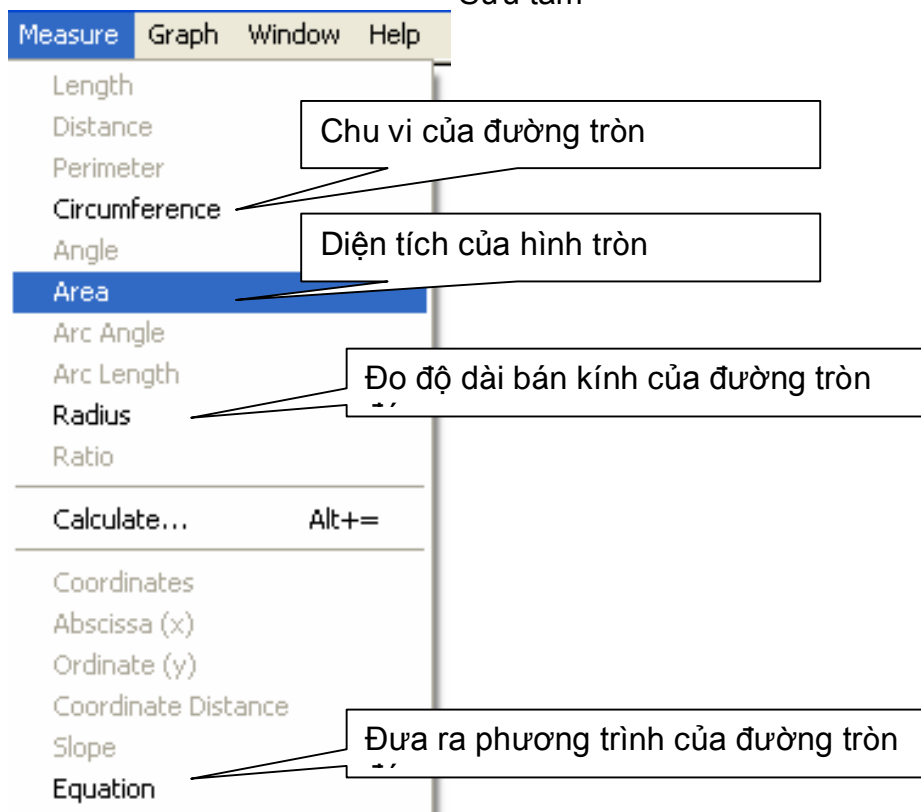 Measure Graph Window Help
Length
Distance
Chu vi của đường tròn
Perimeter
Circumference
Diện tích của hình tròn
Angle
Area
Arc Angle
Arc Length
Đo độ dài bán kính của đường tròn
Radius
Ratio
Calculate... Alt+=
Coordinates
Abscissa (x)
Ordinate (y)
Coordinate Distance
Đưa ra phương trình của đường tròn
Slope
Equation